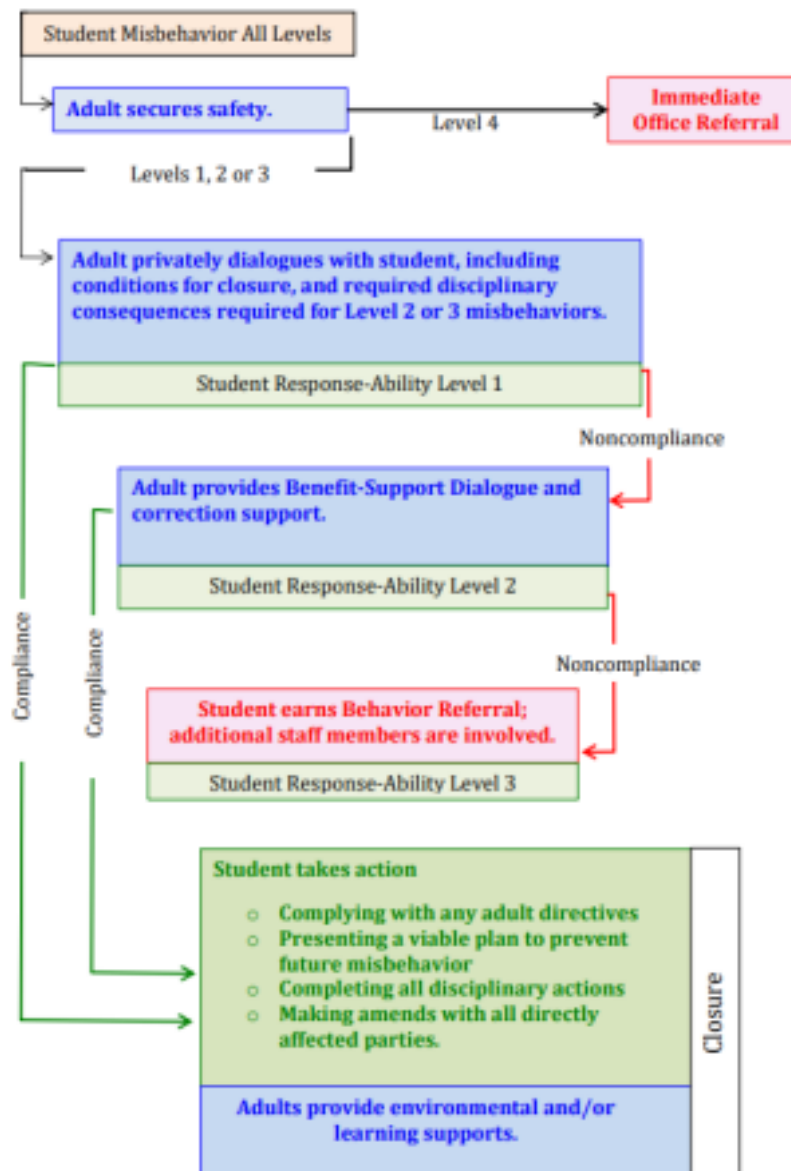 Student Misbehavior All Levels
Adult secures safety.
Level 4
Immediate
Office Referral
Levels 1, 2 or 3
Adult privately dialogues with student, including
conditions for closure, and required disciplinary
consequences required for Level 2 or 3 misbehaviors.
Student Response-Ability Level 1
Noncompliance
Adult provides Benefit-Support Dialogue and
correction support.
Student Response-Ability Level 2
Noncompliance
Compliance
Compliance
Student earns Behavior Referral;
additional staff members are involved.
Student Response-Ability Level 3
Student takes action
o Complying with any adult directives
o Presenting a viable plan to prevent
future misbehavior
o Completing all disciplinary actions
o Making amends with all directly
affected parties.
Closure
Adults provide environmental and/or
learning supports.